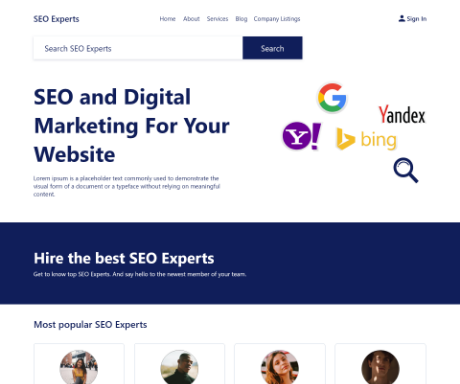 SEO Experts
Home About Services Blog Company Listings
Sign In
Search SEO Experts
Search
SEO and Digital
Marketing For Your
Website
Lorem ipsum is a placeholder text commonly used to demonstrate the
visual form of a document or a typeface without relying on meaningful
content.
G
Yandex
Y!
bing
Hire the best SEO Experts
Get to know top SEO Experts. And say hello to the newest member of your team.
Most popular SEO Experts